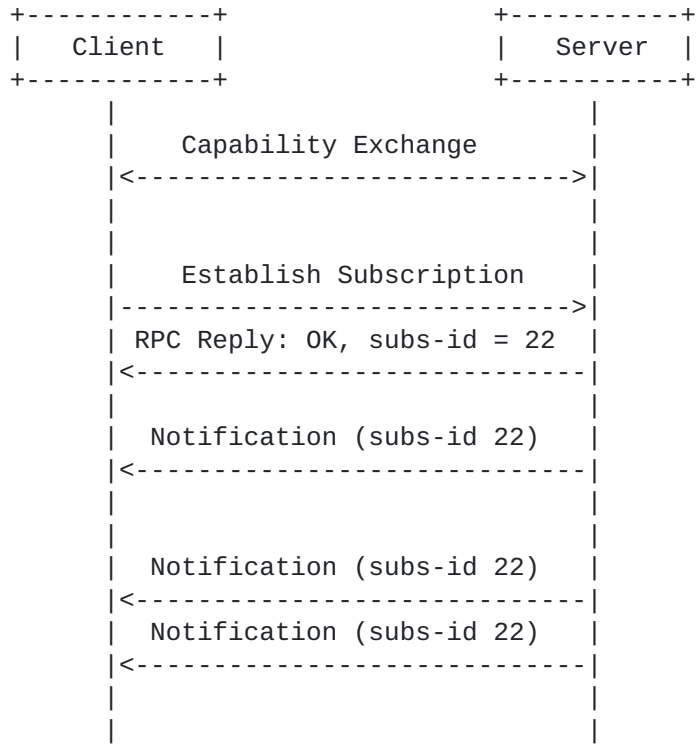 Client Server
Capability Exchange
Establish Subscription
RPC Reply: OK, subs-id = 22
Notification (subs-id 22)
Notification (subs-id 22)
Notification (subs-id 22)